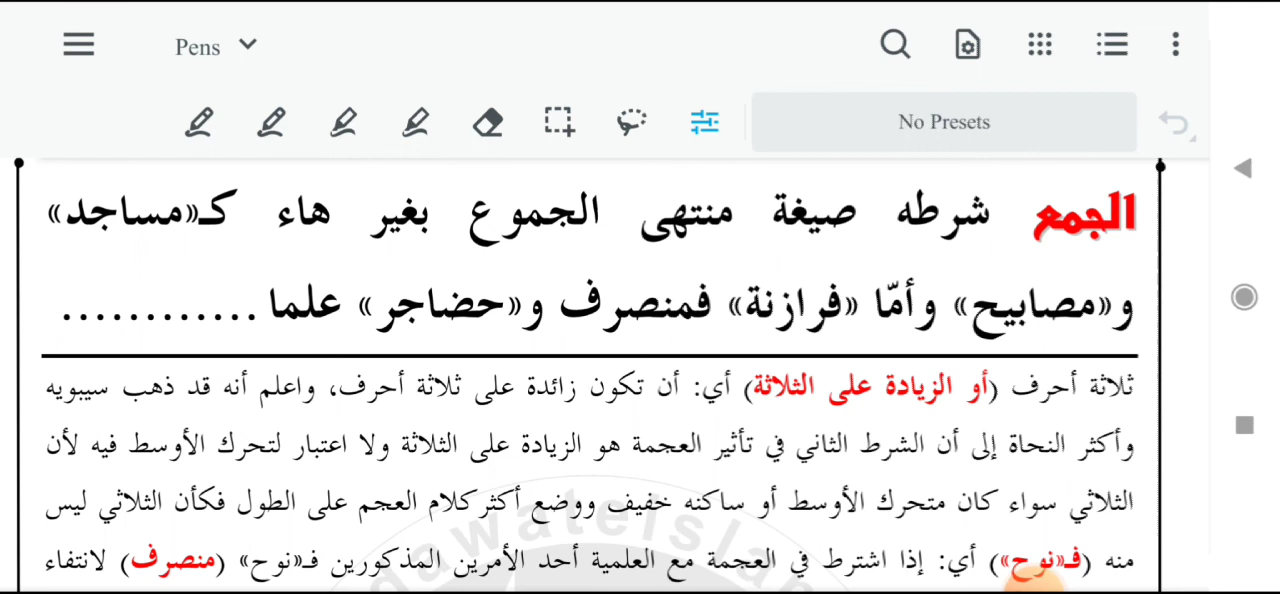 Pens
No Presets
الجمع شرطه صيغة منتهى الجموع بغير هاء كـ«مساجد»
و«مصابيح» وأمّا «فرازنة» فمنصرف و«حضاجر» علما ............
ثلاثة أحرف (أو الزيادة على الثلاثة) أي: أن تكون زائدة على ثلاثة أحرف، واعلم أنه قد ذهب سيبويه
وأكثر النحاة إلى أن الشرط الثاني في تأثير العجمة هو الزيادة على الثلاثة ولا اعتبار لتحرك الأوسط فيه لأن
الثلاثي سواء كان متحرك الأوسط أو ساكنه خفيف ووضع أكثر كلام العجم على الطول فكأن الثلاثي ليس
منه (فـ«نوح») أي: إذا اشترط في العجمة مع العلمية أحد الأمرين المذكورين فـ«نوح» (منصرف) لانتفاء
dawateislam